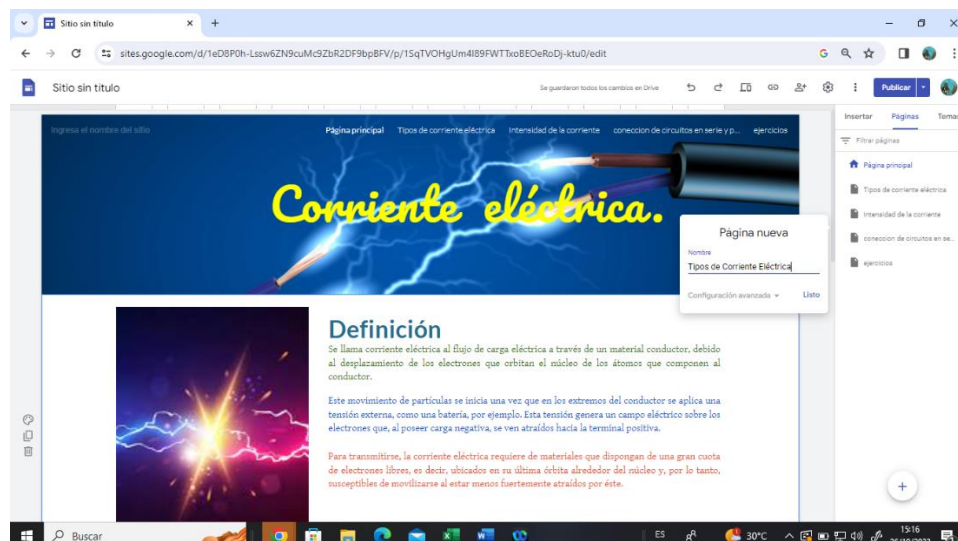 Sitio sin título
sites.google.com/d/1eD8P0h-Lssw6ZN9cuMc9ZbR2DF9bpBFV/p/1SqTVOHgUm4I89FWTTxoBEOeRoDj-ktu0/edit
Sitio sin título
Se guardaron todos los cambios en Drive
Publicar
Insertar Páginas Temas
Ingresa el nombre del sitio
Página principal Tipos de corriente eléctrica Intensidad de la corriente coneccion de circuitos en serie y p... ejercicios
Filtrar páginas
Página principal
Tipos de corriente eléctrica
Intensidad de la corriente
coneccion de circuitos en se...
ejercicios
Corriente eléctrica.
Página nueva
Nombre
Tipos de Corriente Eléctrica
Configuración avanzada Listo
Definición
Se llama corriente eléctrica al flujo de carga eléctrica a través de un material conductor, debido
al desplazamiento de los electrones que orbitan el núcleo de los átomos que componen al
conductor.
Este movimiento de partículas se inicia una vez que en los extremos del conductor se aplica una
tensión externa, como una batería, por ejemplo. Esta tensión genera un campo eléctrico sobre los
electrones que, al poseer carga negativa, se ven atraídos hacia la terminal positiva.
Para transmitirse, la corriente eléctrica requiere de materiales que dispongan de una gran cuota
de electrones libres, es decir, ubicados en su última órbita alrededor del núcleo y, por lo tanto,
susceptibles de movilizarse al estar menos fuertemente atraídos por éste.
Buscar
ES
30°C
15:16